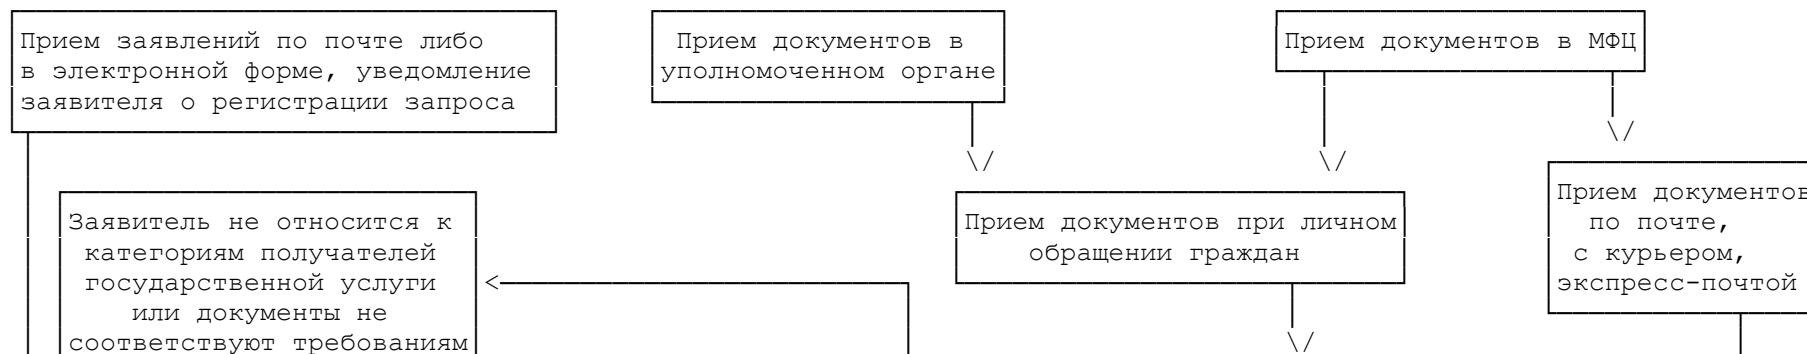 Прием заявлений по почте либо
в электронной форме, уведомление
заявителя о регистрации запроса
Прием документов в
уполномоченном органе
Прием документов в МФЦ
Заявитель не относится к
категориям получателей
государственной услуги
или документы не
соответствуют требованиям
Прием документов при личном
обращении граждан
Прием документов
по почте,
с курьером,
экспресс-почтой